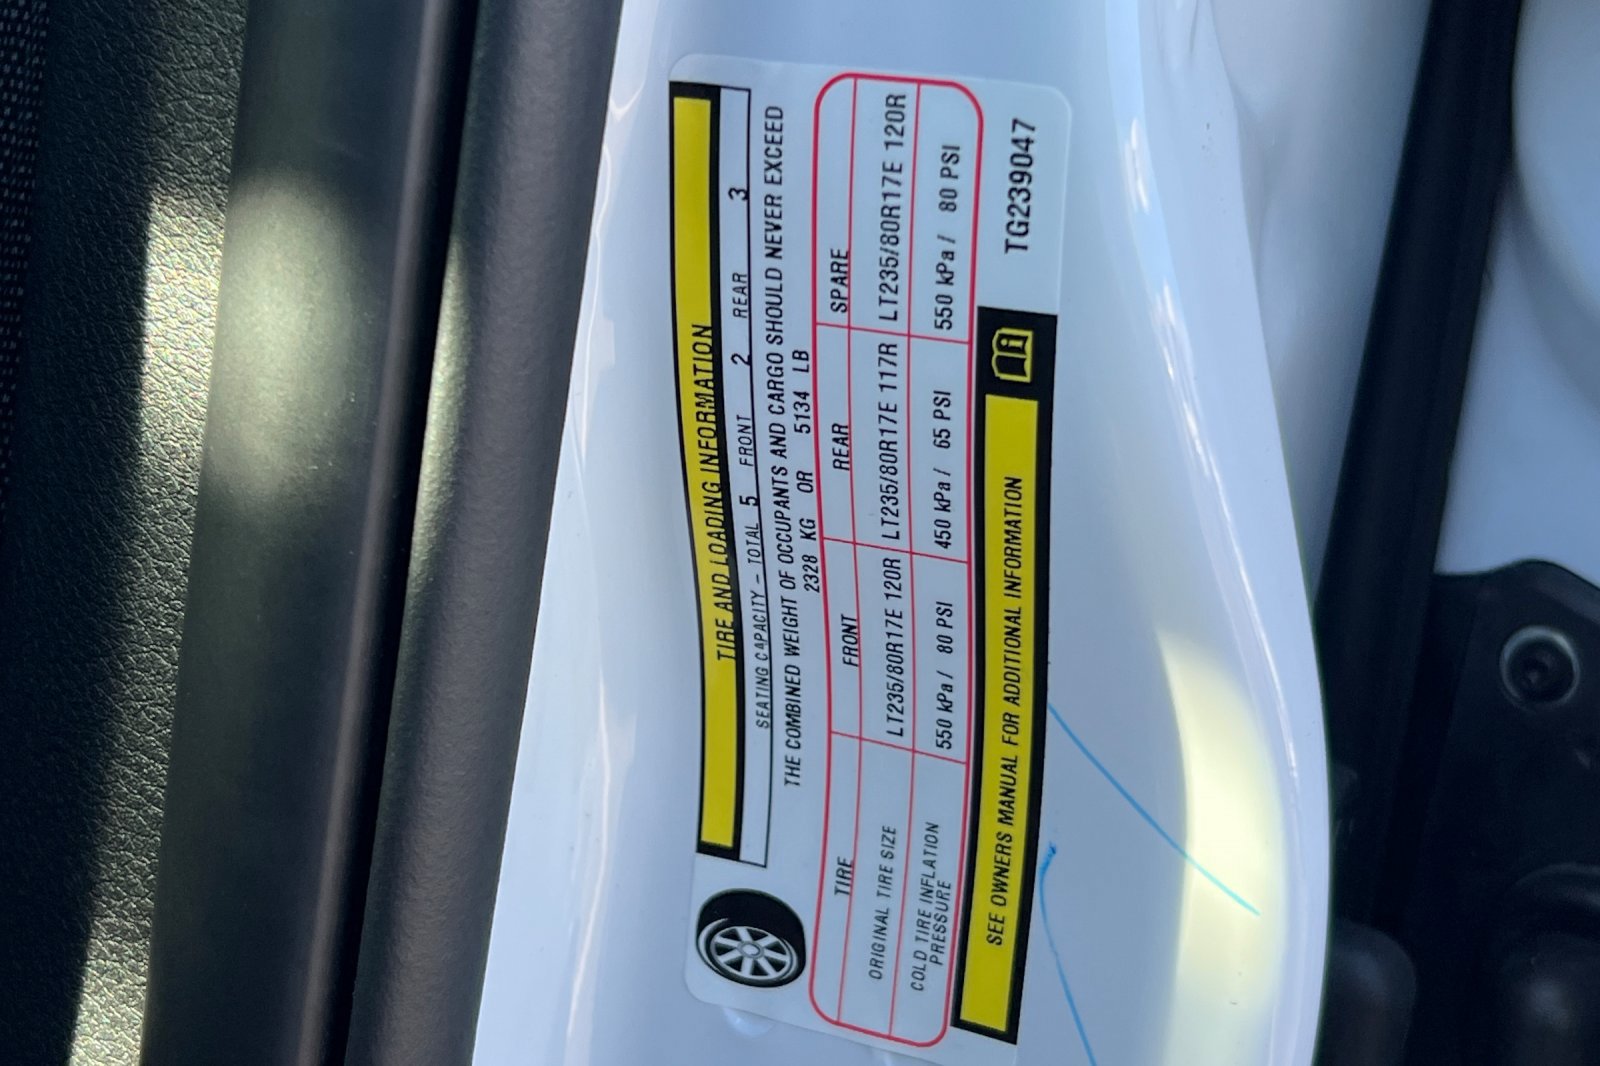 TIRE AND LOADING INFORMATION
SEATING CAPACITY - TOTAL 5 FRONT 2 REAR 3
THE COMBINED WEIGHT OF OCCUPANTS AND CARGO SHOULD NEVER EXCEED
2328 KG OR 5134 LB
TIRE FRONT REAR SPARE
ORIGINAL TIRE SIZE LT235/80R17E 120R LT235/80R17E 117R LT235/80R17E 120R
COLD TIRE INFLATION
PRESSURE 550 kPa / 80 PSI 450 kPa / 65 PSI 550 kPa / 80 PSI
SEE OWNERS MANUAL FOR ADDITIONAL INFORMATION
TG239047